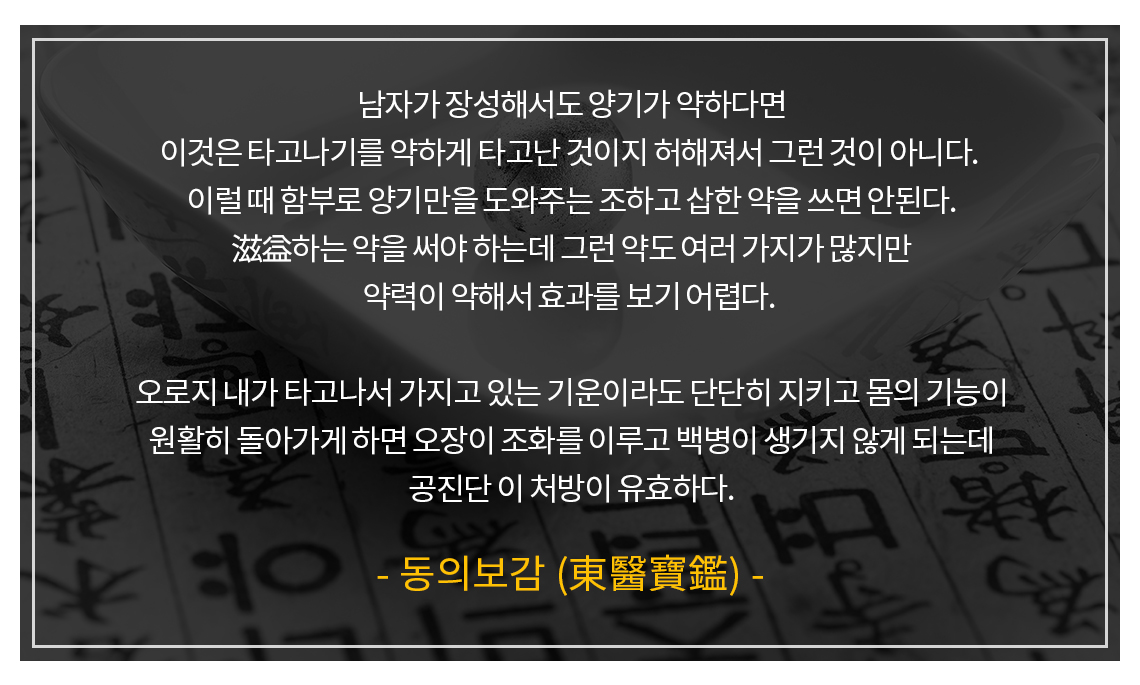 남자가 장성해서도 양기가 약하다면
이것은 타고나기를 약하게 타고난 것이지 허해져서 그런 것이 아니다.
이럴 때 함부로 양기만을 도와주는 조하고 삽한 약을 쓰면 안된다.
滋益하는 약을 써야 하는데 그런 약도 여러 가지가 많지만
약력이 약해서 효과를 보기 어렵다.
오로지 내가 타고나서 가지고 있는 기운이라도 단단히 지키고 몸의 기능이
원활히 돌아가게 하면 오장이 조화를 이루고 백병이 생기지 않게 되는데
공진단 이 처방이 유효하다.
- 동의보감 (東醫寶鑑) -